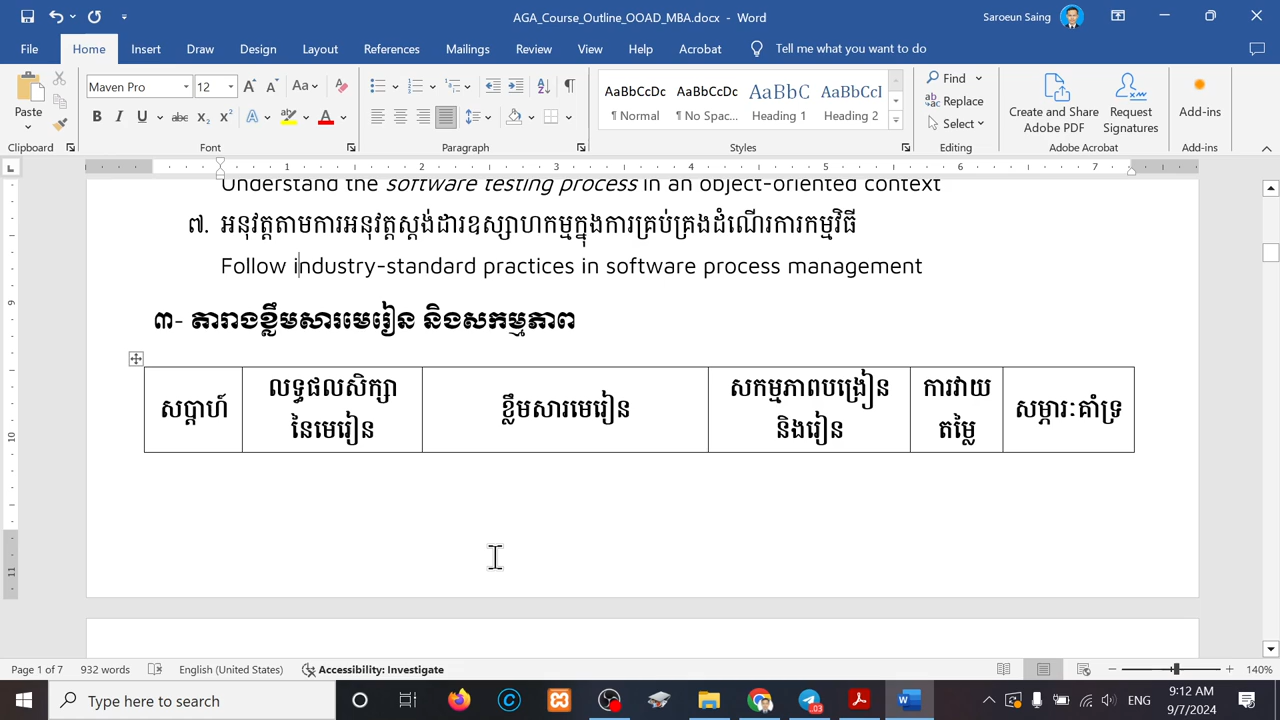 AGA_Course_Outline_OOAD_MBA.docx - Word
Saroeun Saing
File Home Insert Draw Design Layout References Mailings Review View Help Acrobat Tell me what you want to do
Maven Pro 12
Paste
AaBbCcDc AaBbCcDc AaBbC AaBbCcI
¶ Normal ¶ No Spac... Heading Heading 2
Find
Replace
Select
Create and Share
Adobe PDF
Request
Signatures
Add-ins
Clipboard Font Paragraph Styles Editing Adobe Acrobat Add-ins
1 2 3 4 5 6 7
Understand the software testing process in an object-oriented context
៧. អនុវត្តតាមការអនុវត្តស្តង់ដារឧស្សាហកម្មក្នុងការគ្រប់គ្រងដំណើរការកម្មវិធី
Follow industry-standard practices in software process management
៣- តារាងខ្លឹមសារមេរៀន និងសកម្មភាព
សប្តាហ៍
លទ្ធផលសិក្សា
នៃមេរៀន
ខ្លឹមសារមេរៀន
សកម្មភាពបង្រៀន
និងរៀន
ការវាយ
តម្លៃ
សម្ភារៈគាំទ្រ
9
10
11
Page 1 of 7 932 words English (United States) Accessibility: Investigate 140%
Type here to search
.03
ENG
9:12 AM
9/7/2024